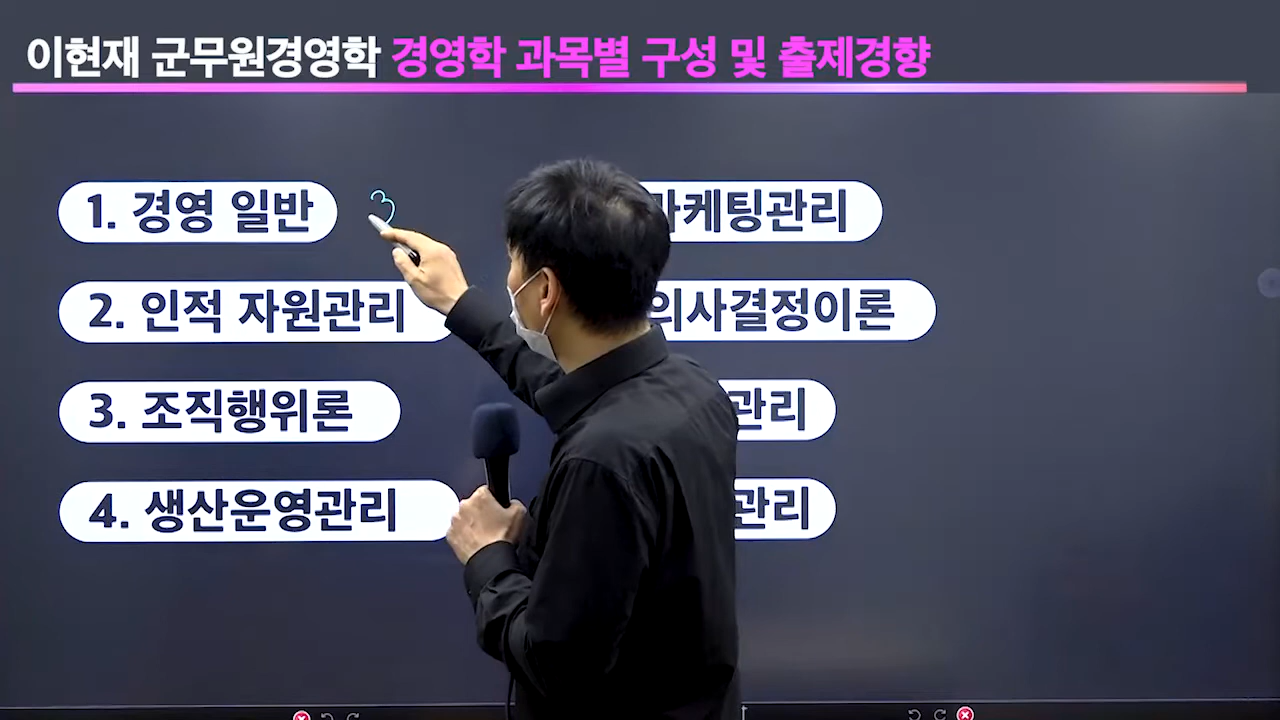 이현재 군무원경영학 경영학 과목별 구성 및 출제경향
1. 경영 일반
3
2. 인적 자원관리
3. 조직행위론
4. 생산운영관리
마케팅관리
의사결정이론
관리
관리